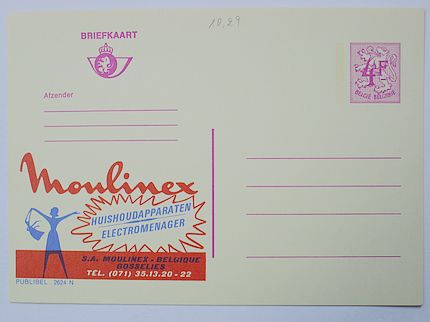 10,29
BRIEFKAART
4F
BELGIE-BELGIQUE
Afzender
Moulinex
HUISHOUDAPPARATEN
ELECTROMENAGER
S.A. MOULINEX - BELGIQUE
GOSSELIES
TÉL. (071) 35.13.20 - 22
PUBLIBEL 2624 N